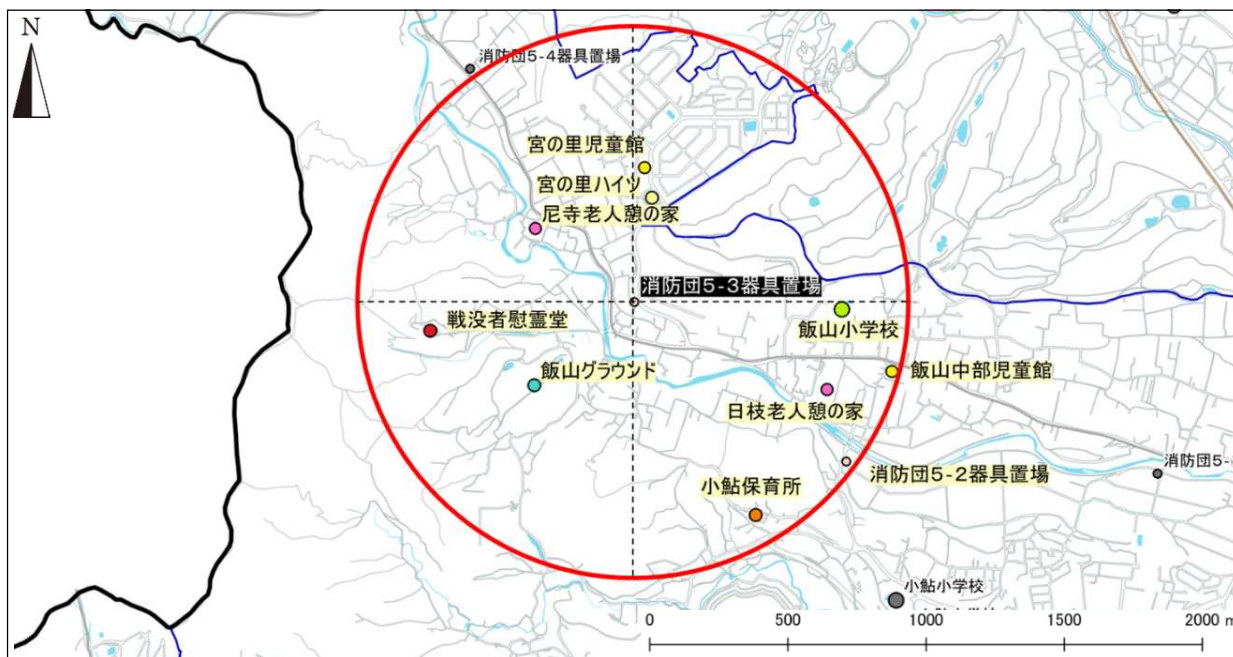 N
消防団5-4器具置場
宮の里児童館
宮の里ハイツ
尼寺老人憩の家
消防団5-3器具置場
戦没者慰霊堂
飯山小学校
飯山グラウンド
飯山中部児童館
日枝老人憩の家
消防団5-2器具置場
消防団5-
小鮎保育所
小鮎小学校
0 500 1000 1500 2000 m